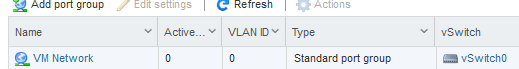 Add port group Edit settings Refresh Actions
Name Active... VLAN ID Type vSwitch
VM Network 0 0 Standard port group vSwitch0